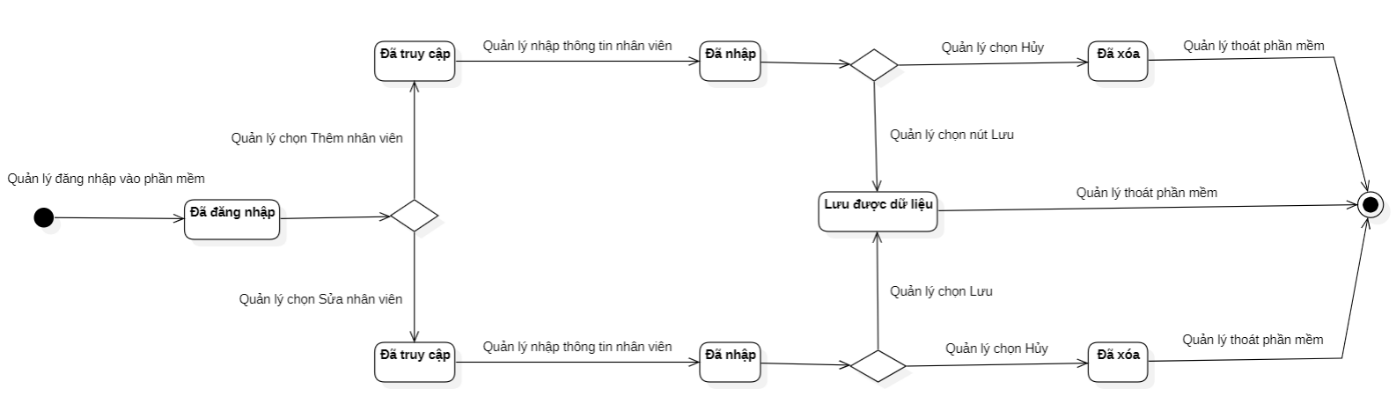 Đã truy cập
Quản lý nhập thông tin nhân viên
Đã nhập
Quản lý chọn Hủy
Đã xóa
Quản lý thoát phần mềm
Quản lý chọn Thêm nhân viên
Quản lý chọn nút Lưu
Quản lý đăng nhập vào phần mềm
Đã đăng nhập
Lưu được dữ liệu
Quản lý thoát phần mềm
Quản lý chọn Sửa nhân viên
Quản lý chọn Lưu
Đã truy cập
Quản lý nhập thông tin nhân viên
Đã nhập
Quản lý chọn Hủy
Đã xóa
Quản lý thoát phần mềm